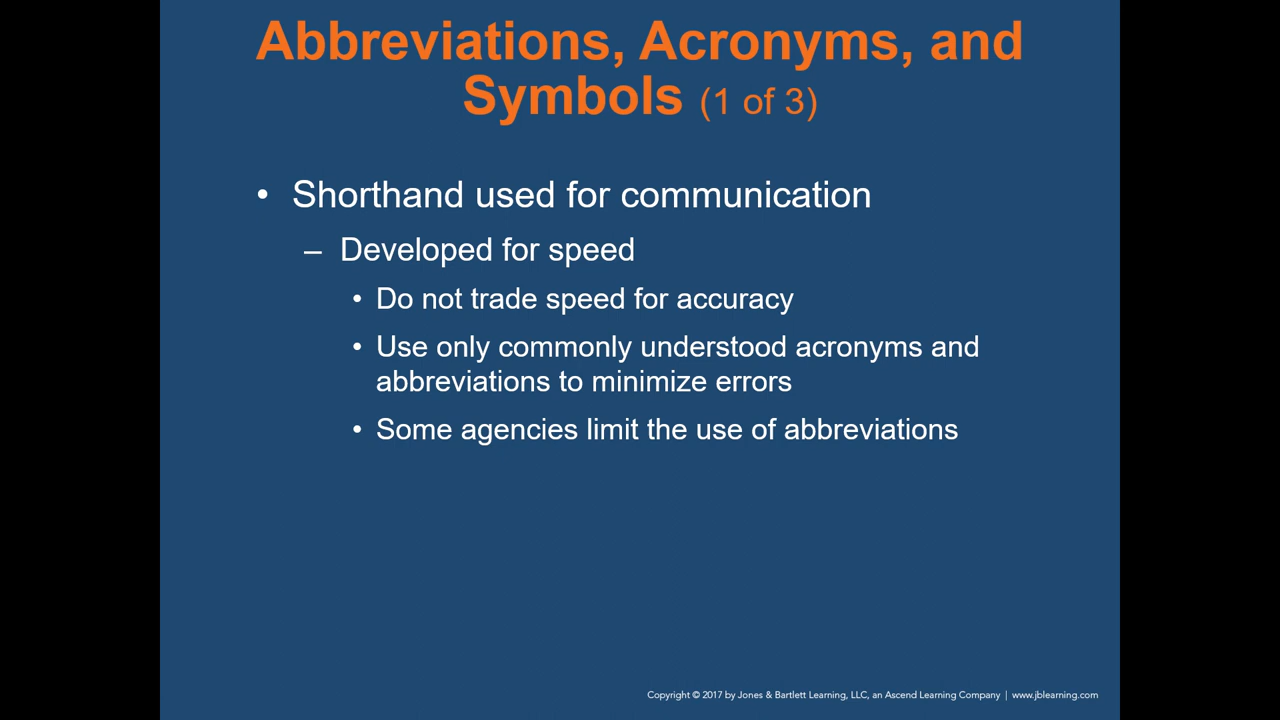 Abbreviations, Acronyms, and
Symbols (1 of 3)
• Shorthand used for communication
– Developed for speed
• Do not trade speed for accuracy
• Use only commonly understood acronyms and
abbreviations to minimize errors
• Some agencies limit the use of abbreviations
Copyright © 2017 by Jones & Bartlett Learning, LLC, an Ascend Learning Company | www.jblearning.com